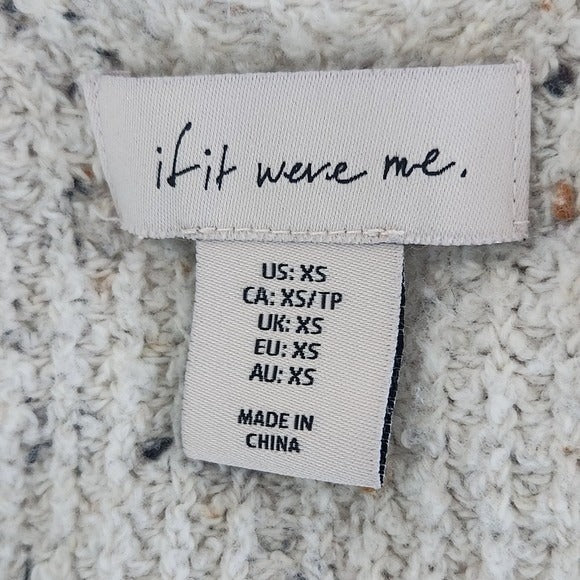 if it were me.
US: XS
CA: XS/TP
UK: XS
EU: XS
AU: XS
MADE IN
CHINA